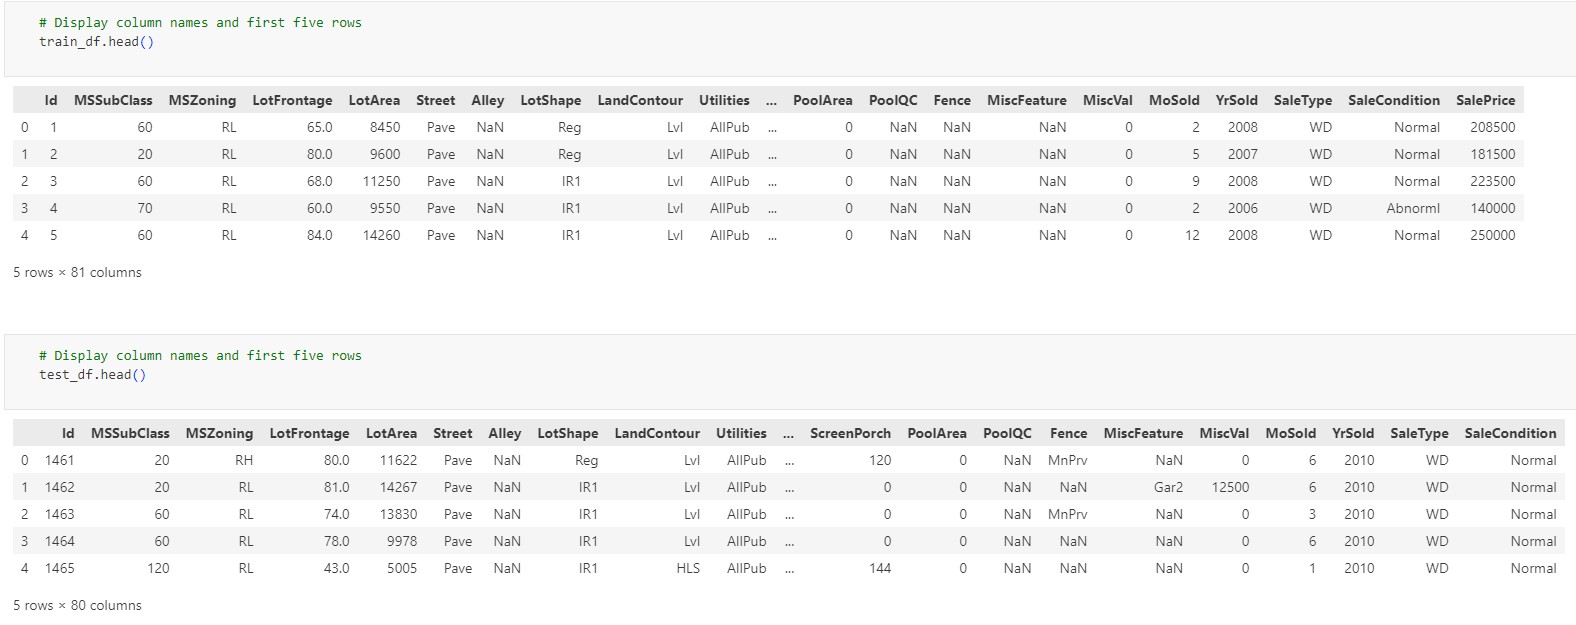 # Display column names and first five rows
train_df.head()
Id MSSubClass MSZoning LotFrontage LotArea Street Alley LotShape LandContour Utilities ... PoolArea PoolQC Fence MiscFeature MiscVal MoSold YrSold SaleType SaleCondition SalePrice
0 1 60 RL 65.0 8450 Pave NaN Reg Lvl AllPub ... 0 NaN NaN NaN 0 2 2008 WD Normal 208500
1 2 20 RL 80.0 9600 Pave NaN Reg Lvl AllPub ... 0 NaN NaN NaN 0 5 2007 WD Normal 181500
2 3 60 RL 68.0 11250 Pave NaN IR1 Lvl AllPub ... 0 NaN NaN NaN 0 9 2008 WD Normal 223500
3 4 70 RL 60.0 9550 Pave NaN IR1 Lvl AllPub ... 0 NaN NaN NaN 0 2 2006 WD Abnorml 140000
4 5 60 RL 84.0 14260 Pave NaN IR1 Lvl AllPub ... 0 NaN NaN NaN 0 12 2008 WD Normal 250000
5 rows × 81 columns
# Display column names and first five rows
test_df.head()
Id MSSubClass MSZoning LotFrontage LotArea Street Alley LotShape LandContour Utilities ... ScreenPorch PoolArea PoolQC Fence MiscFeature MiscVal MoSold YrSold SaleType SaleCondition
0 1461 20 RH 80.0 11622 Pave NaN Reg Lvl AllPub ... 120 0 NaN MnPrv NaN 0 6 2010 WD Normal
1 1462 20 RL 81.0 14267 Pave NaN IR1 Lvl AllPub ... 0 0 NaN NaN Gar2 12500 6 2010 WD Normal
2 1463 60 RL 74.0 13830 Pave NaN IR1 Lvl AllPub ... 0 0 NaN MnPrv NaN 0 3 2010 WD Normal
3 1464 60 RL 78.0 9978 Pave NaN IR1 Lvl AllPub ... 0 0 NaN NaN NaN 0 6 2010 WD Normal
4 1465 120 RL 43.0 5005 Pave NaN IR1 HLS AllPub ... 144 0 NaN NaN NaN 0 1 2010 WD Normal
5 rows × 80 columns